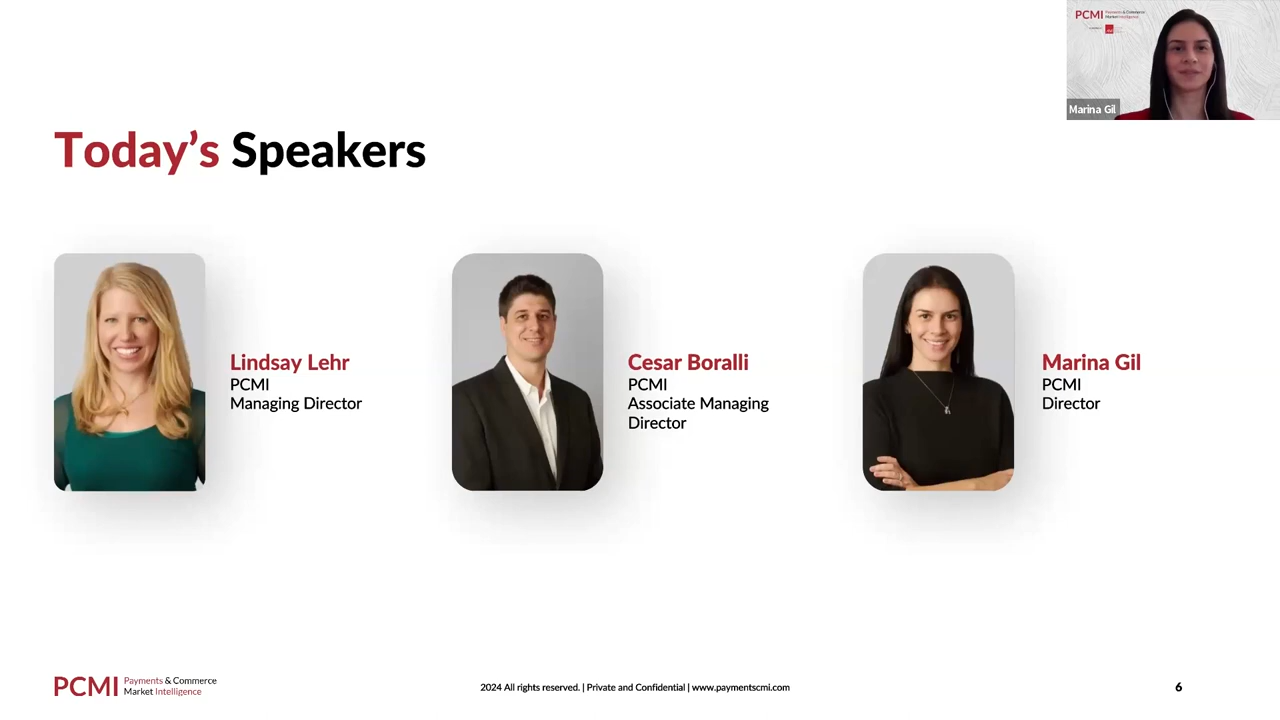 PCMI Payments & Commerce
Market Intelligence
Marina Gil
Today's Speakers
Lindsay Lehr
PCMI
Managing Director
Cesar Boralli
PCMI
Associate Managing
Director
Marina Gil
PCMI
Director
PCMI Payments & Commerce
Market Intelligence
2024 All rights reserved. | Private and Confidential | www.paymentscmi.com
6